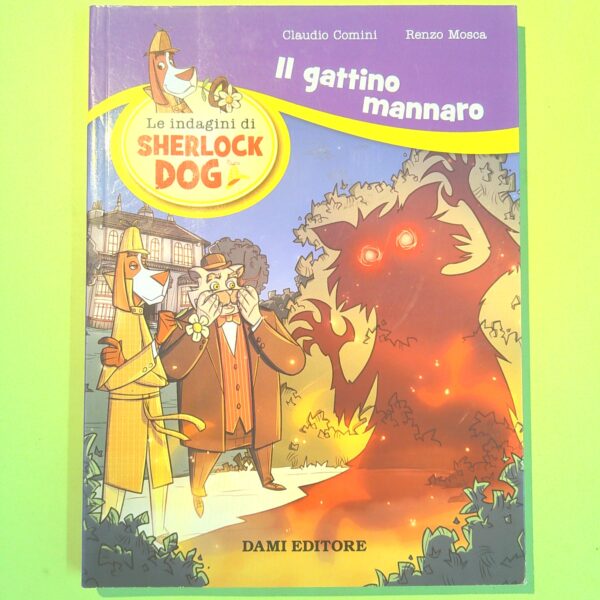 Claudio Comini Renzo Mosca
Il gattino
mannaro
Le indagini di
SHERLOCK
DOG
DAMI EDITORE